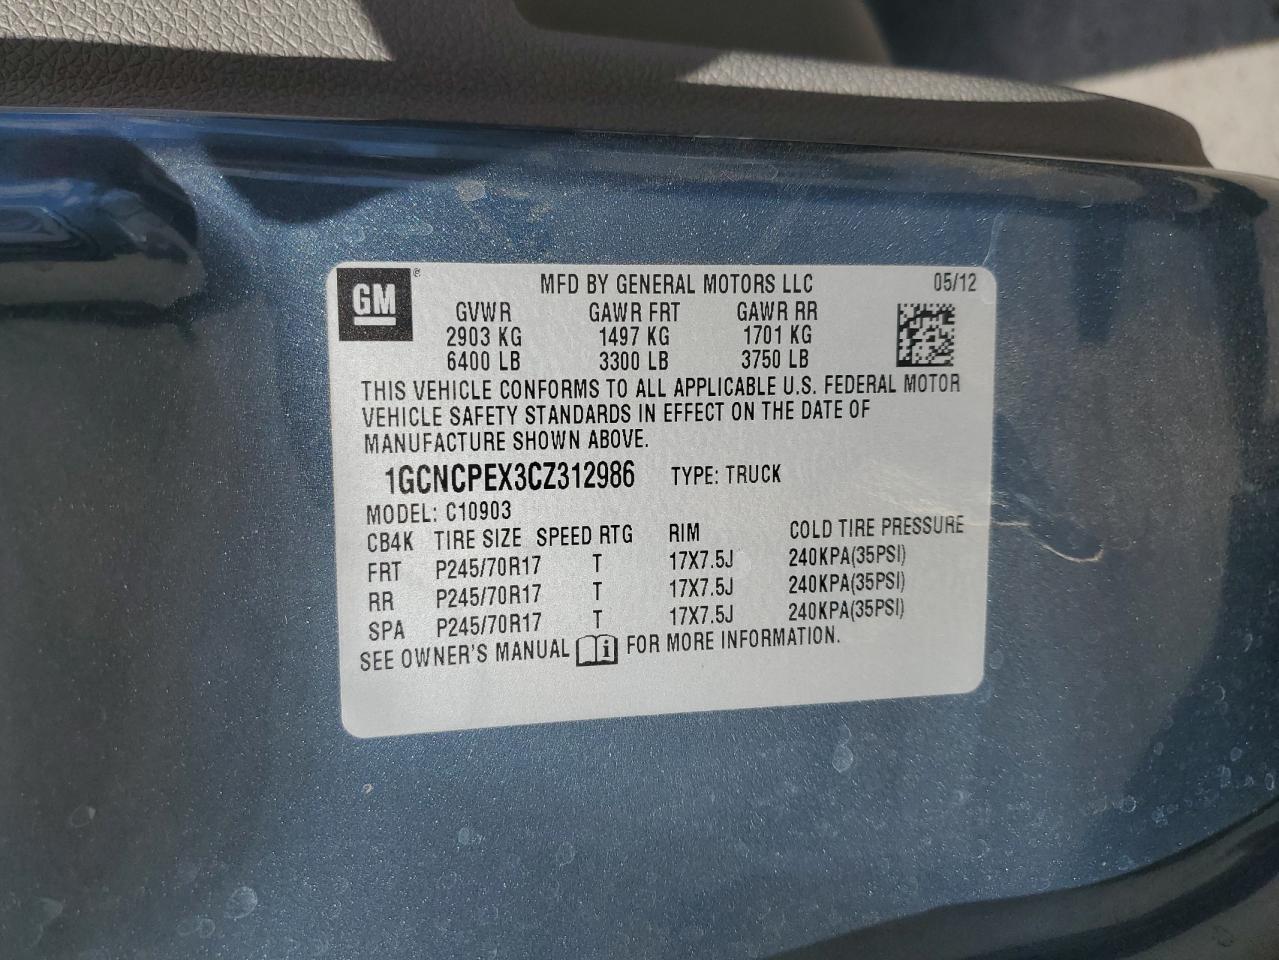 GM
MFD BY GENERAL MOTORS LLC 05/12
GVWR GAWR FRT GAWR RR
2903 KG 1497 KG 1701 KG
6400 LB 3300 LB 3750 LB
THIS VEHICLE CONFORMS TO ALL APPLICABLE U.S. FEDERAL MOTOR
VEHICLE SAFETY STANDARDS IN EFFECT ON THE DATE OF
MANUFACTURE SHOWN ABOVE.
1GCNCPEX3CZ312986 TYPE: TRUCK
MODEL: C10903
CB4K TIRE SIZE SPEED RTG RIM COLD TIRE PRESSURE
FRT P245/70R17 T 17X7.5J 240KPA(35PSI)
RR P245/70R17 T 17X7.5J 240KPA(35PSI)
SPA P245/70R17 T 17X7.5J 240KPA(35PSI)
SEE OWNER'S MANUAL i FOR MORE INFORMATION.